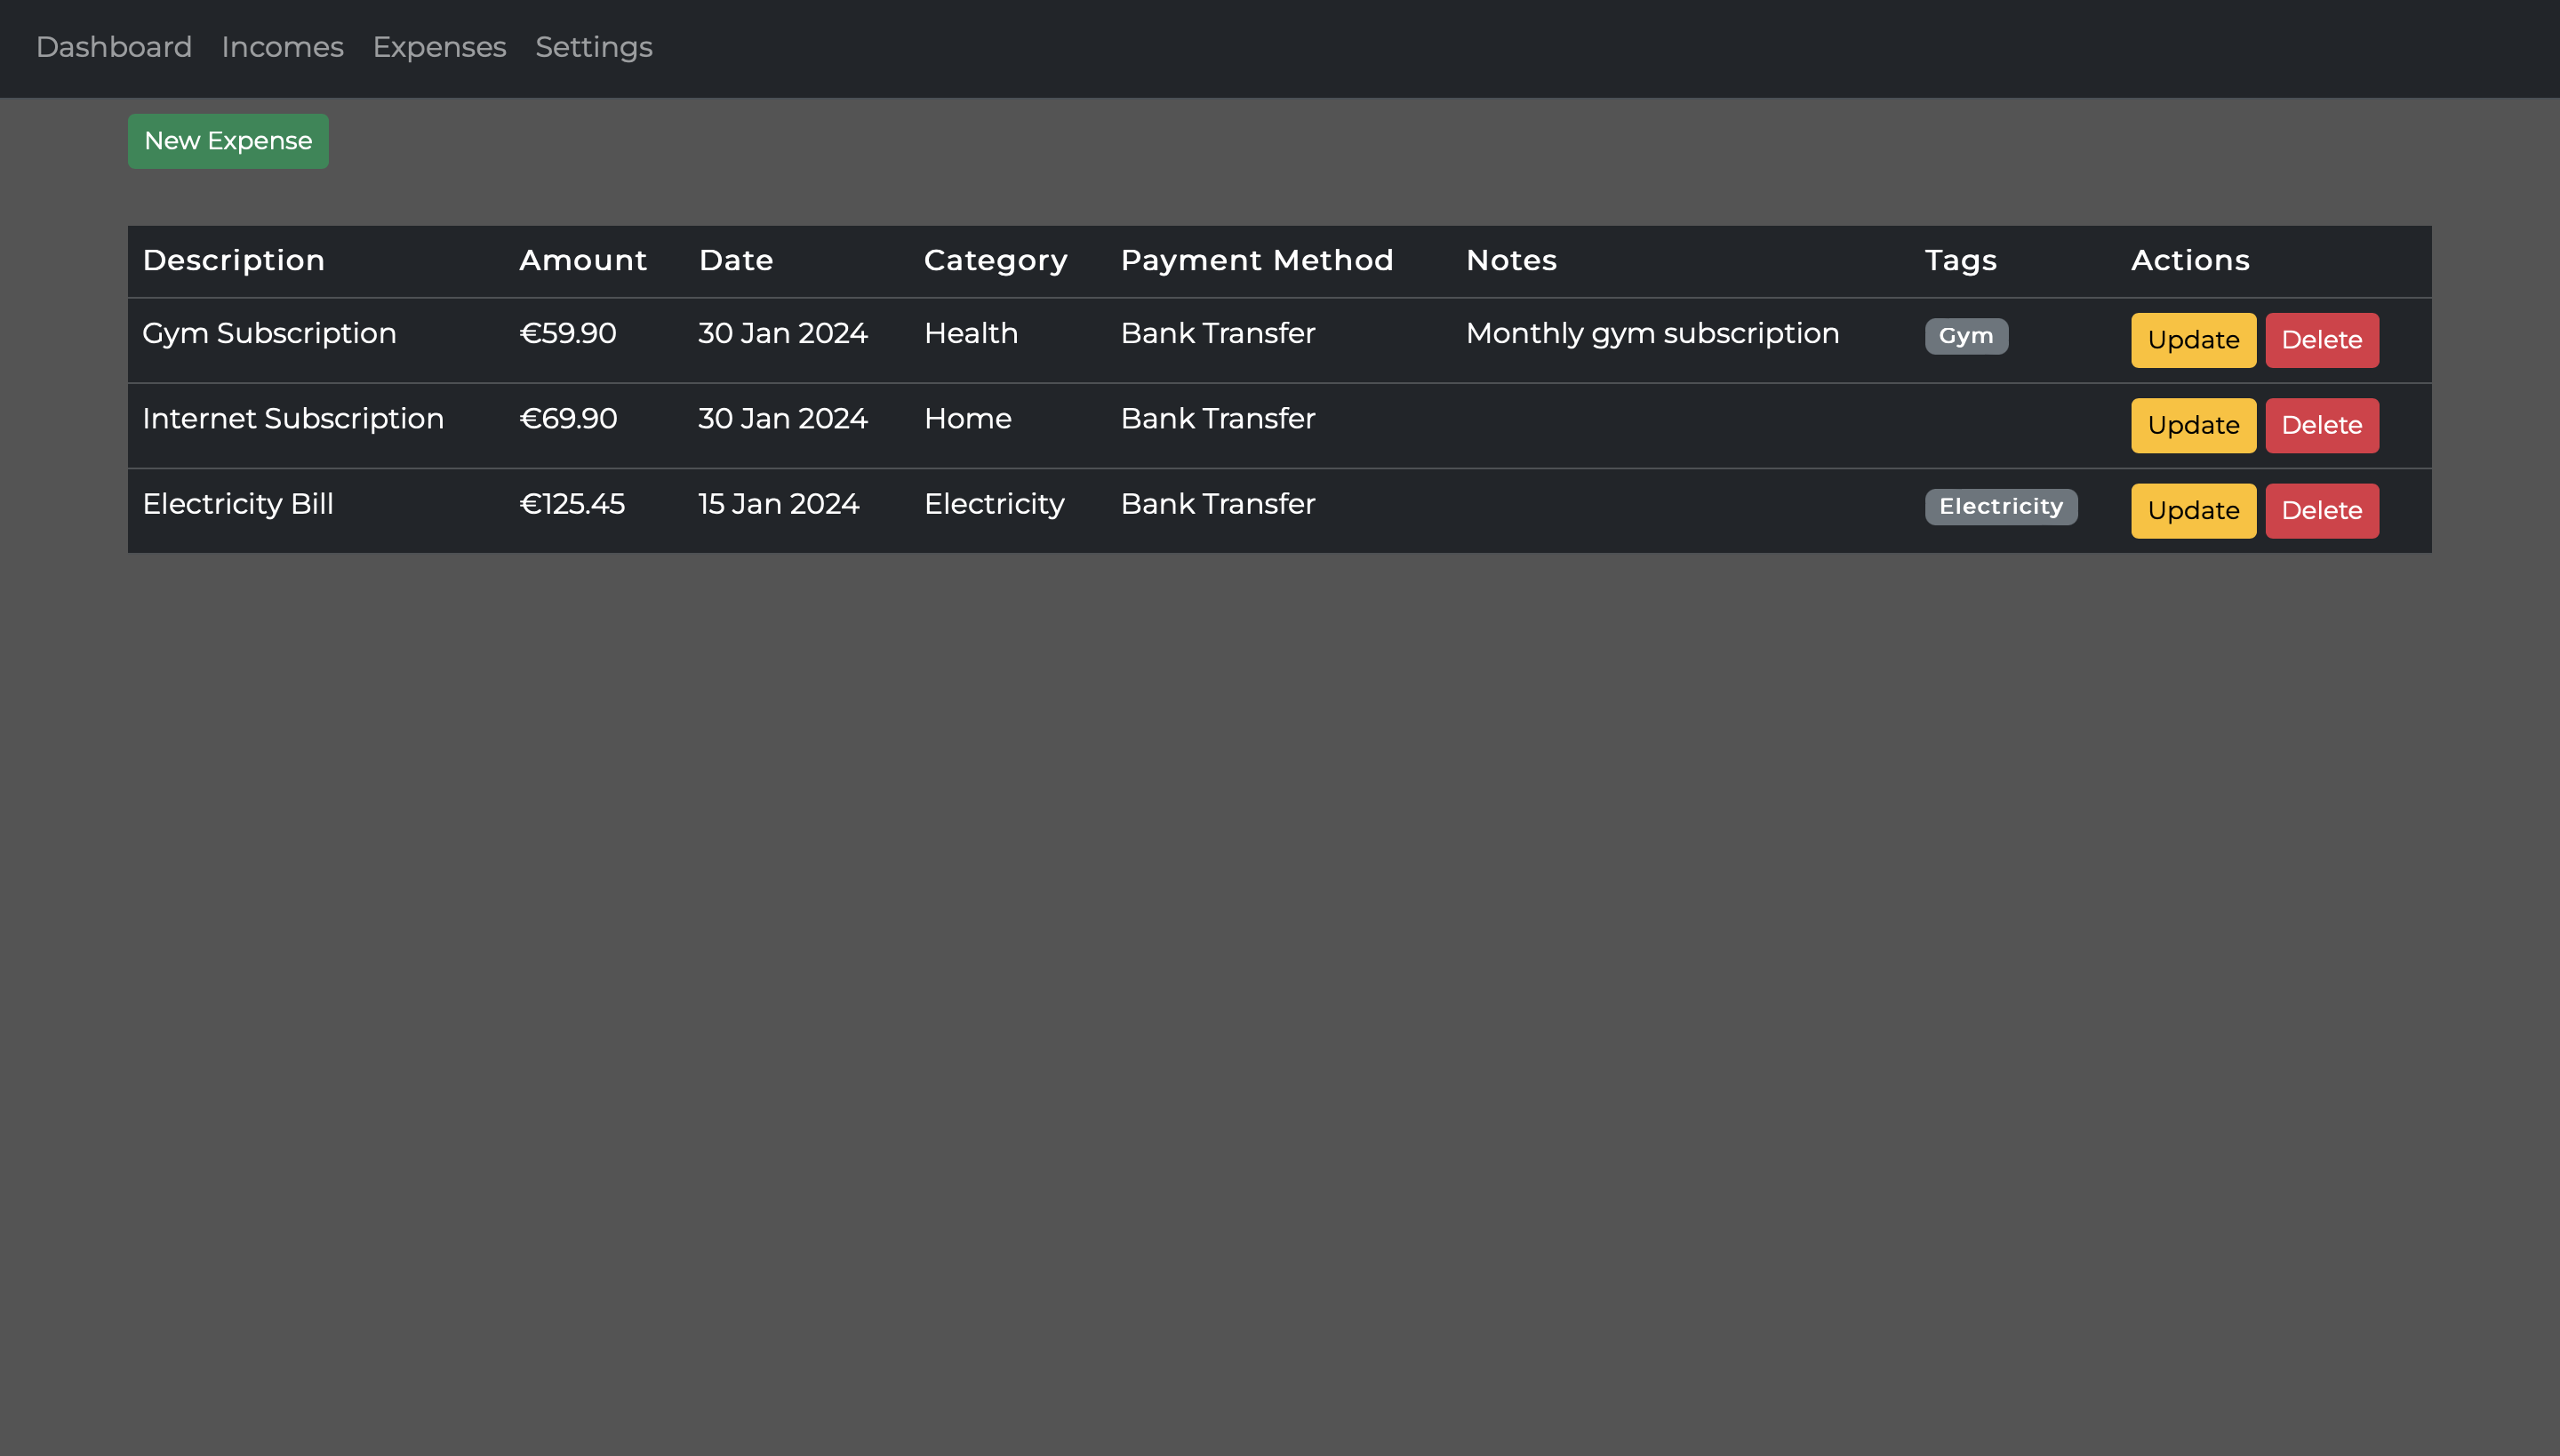 Dashboard Incomes Expenses Settings
New Expense
Description Amount Date Category Payment Method Notes Tags Actions
Gym Subscription €59.90 30 Jan 2024 Health Bank Transfer Monthly gym subscription Gym Update Delete
Internet Subscription €69.90 30 Jan 2024 Home Bank Transfer Update Delete
Electricity Bill €125.45 15 Jan 2024 Electricity Bank Transfer Electricity Update Delete